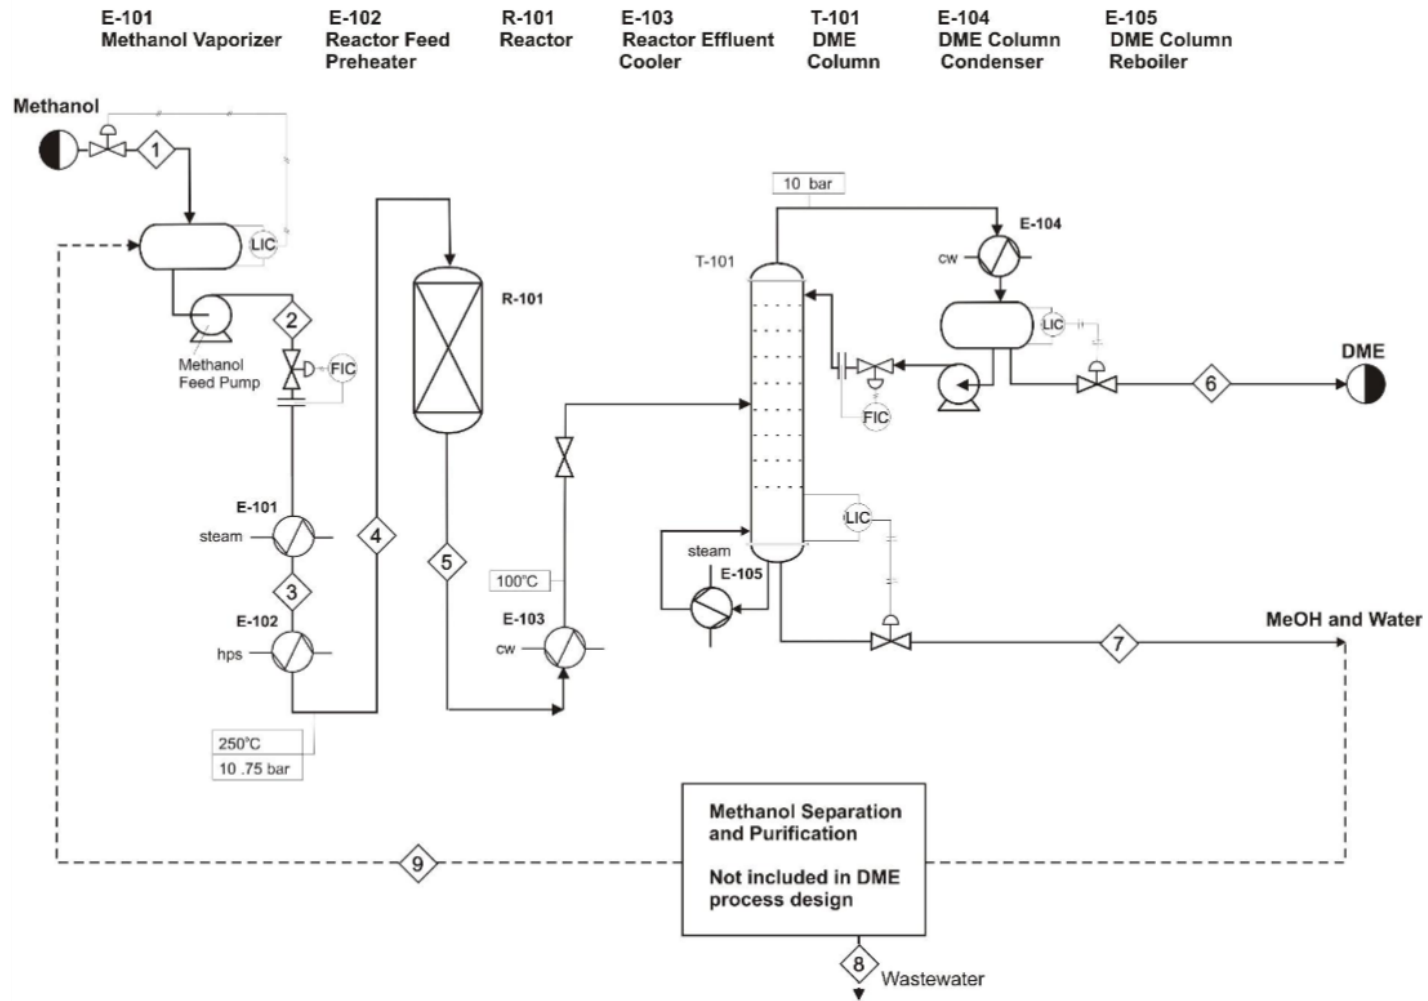 E-101 E-102 R-101 E-103 T-101 E-104 E-105
Methanol Vaporizer Reactor Feed Reactor Reactor Effluent DME DME Column DME Column
Preheater Cooler Column Condenser Reboiler
Methanol
1
LIC
2
Methanol
Feed Pump
FIC
E-101
steam
3
E-102
hps
250°C
10 .75 bar
4
R-101
5
100°C
E-103
cw
10 bar
T-101
E-104
cw
LIC
FIC
DME
6
LIC
steam
E-105
7
MeOH and Water
Methanol Separation
and Purification
Not included in DME
process design
9
8
Wastewater